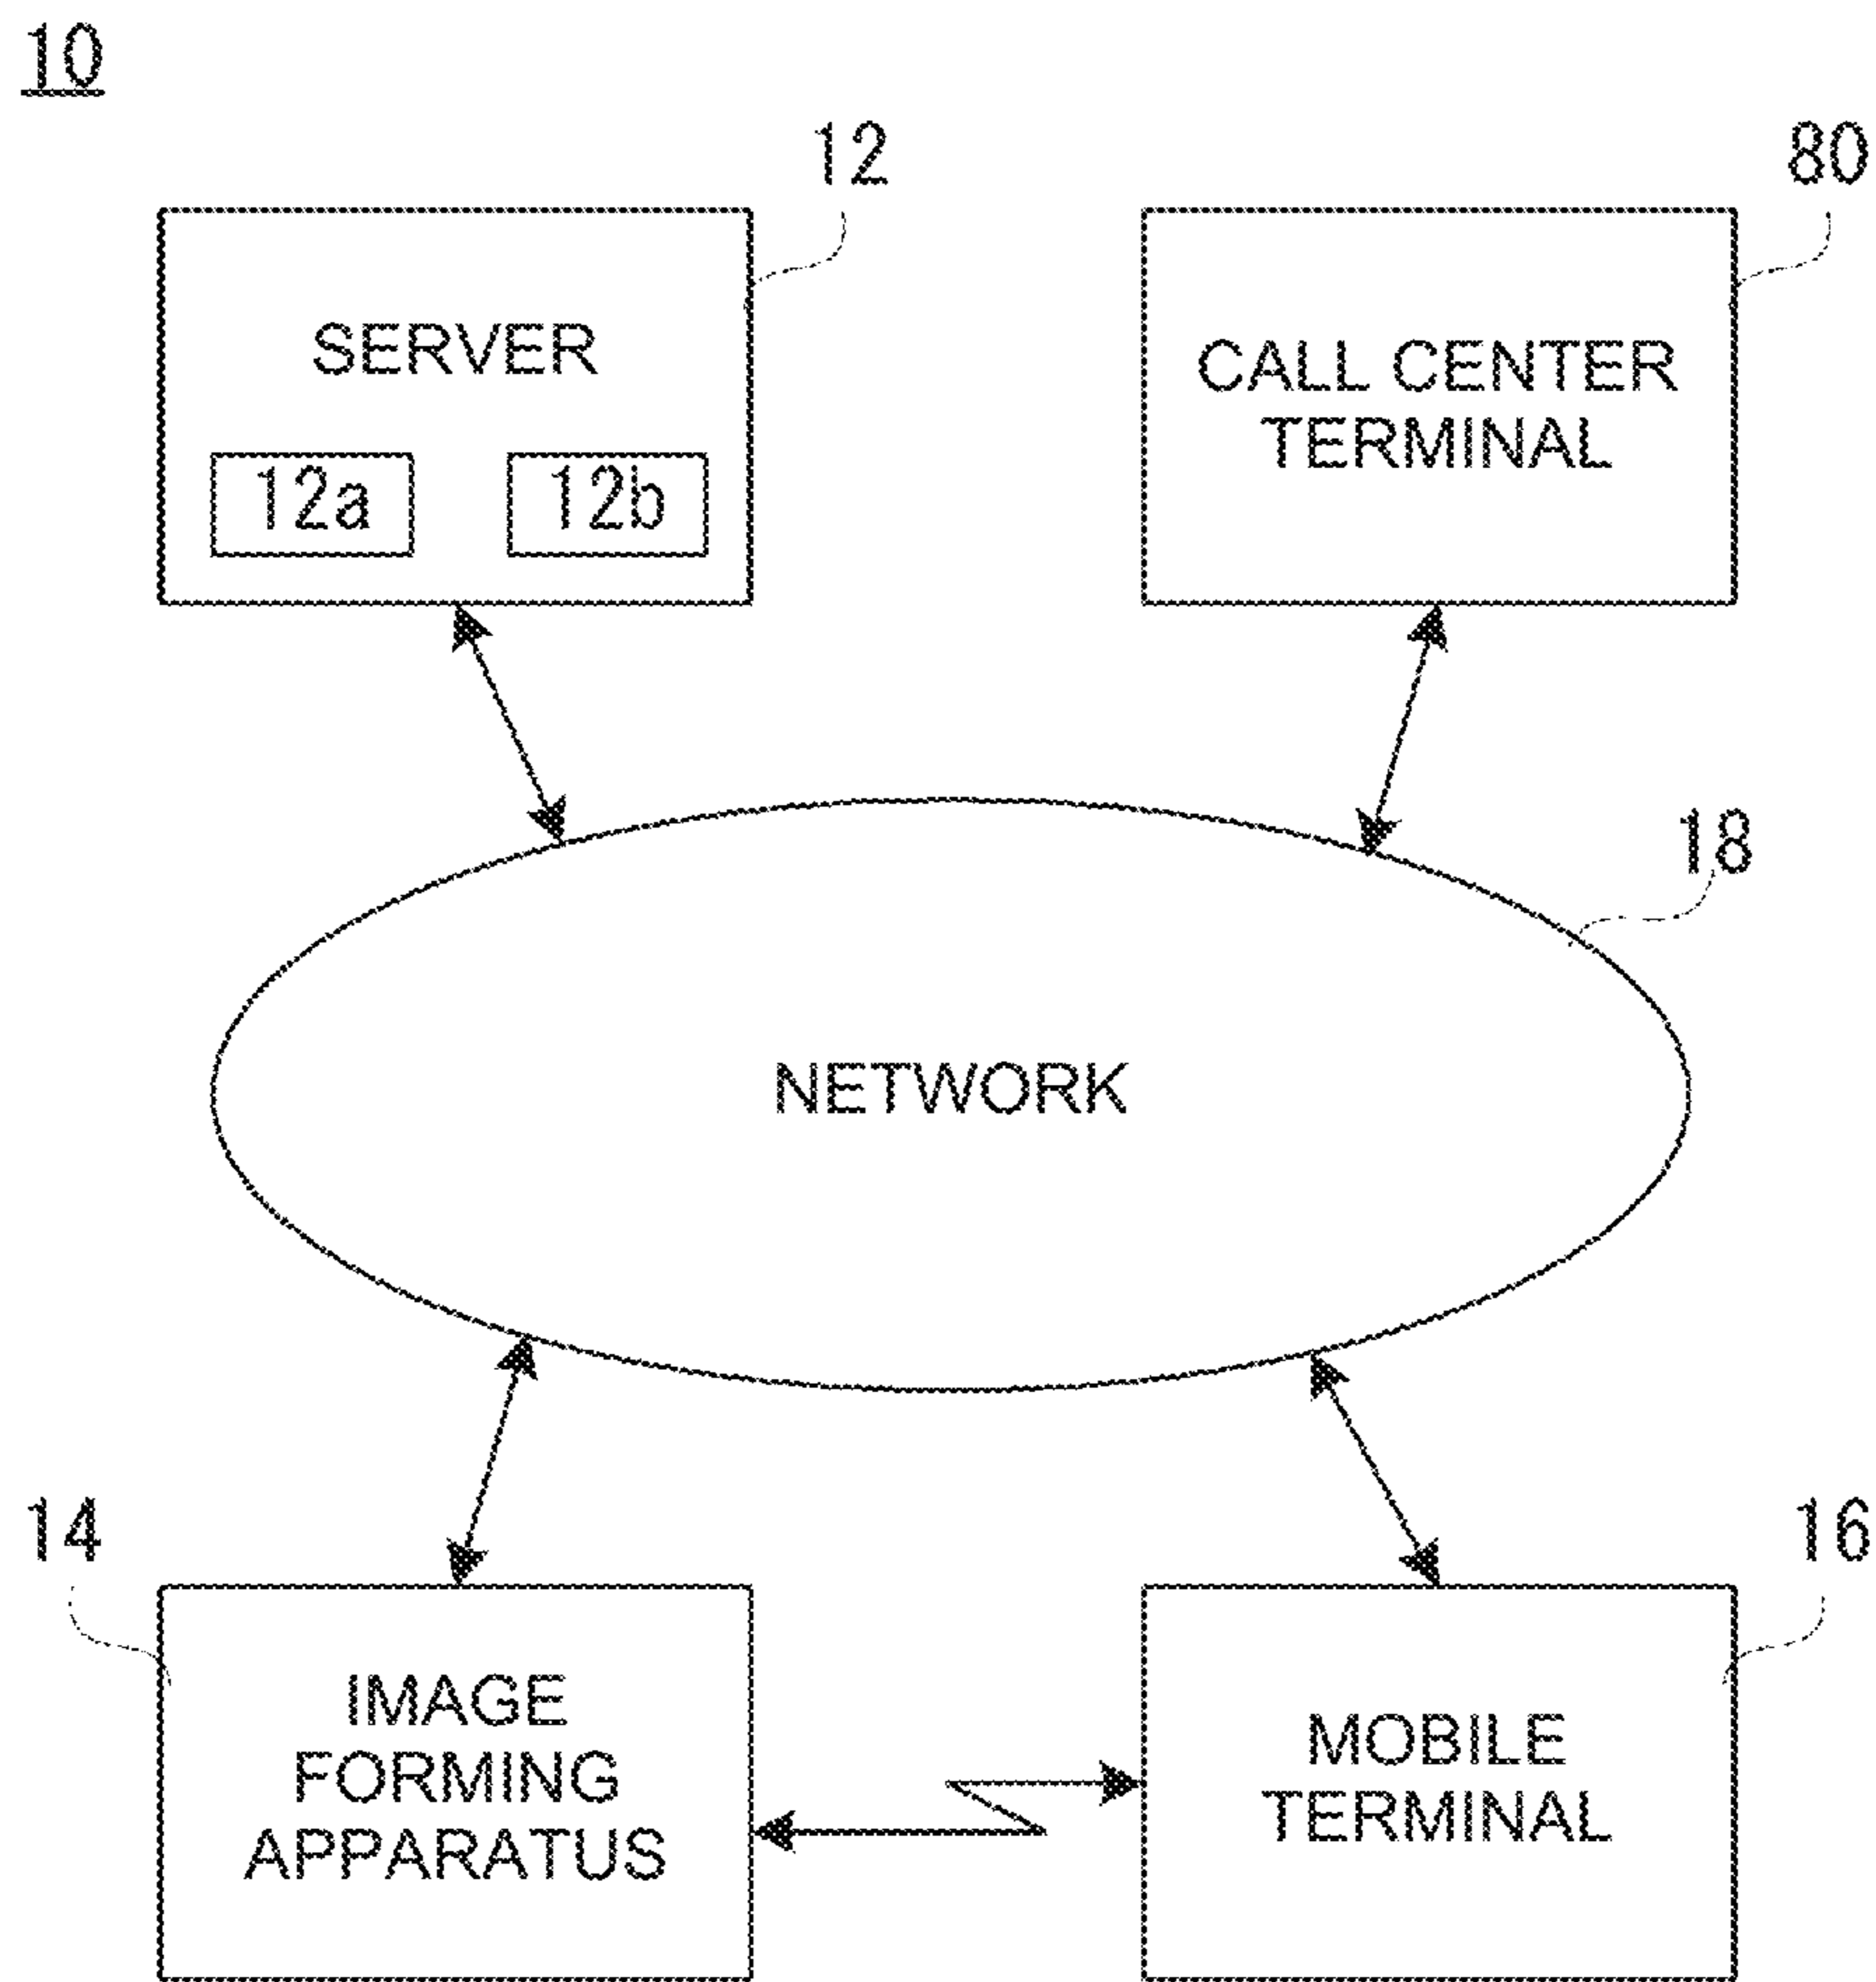 10
12
80
SERVER
12a 12b
CALL CENTER
TERMINAL
18
NETWORK
14
16
IMAGE
FORMING
APPARATUS
MOBILE
TERMINAL